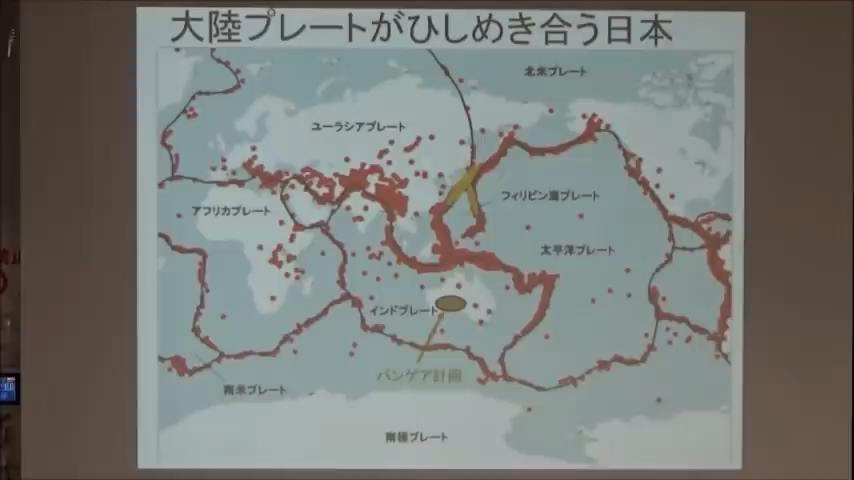 大陸プレートがひしめき合う日本
北米プレート
ユーラシアプレート
フィリピン海プレート
アフリカプレート
太平洋プレート
インドプレート
パンゲア計画
南米プレート
南極プレート